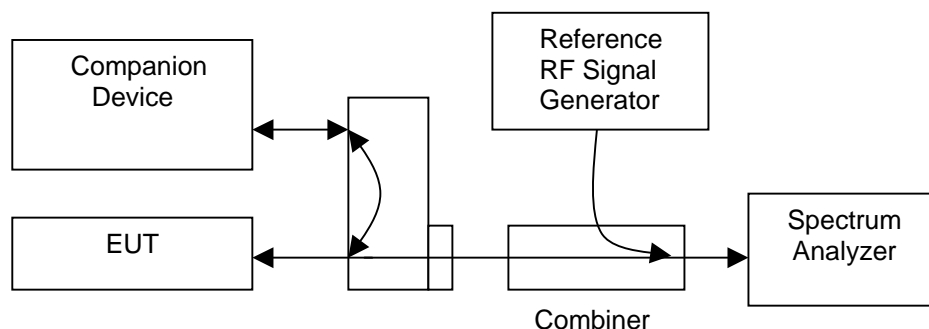 Companion
Device
Reference
RF Signal
Generator
EUT
Spectrum
Analyzer
Combiner